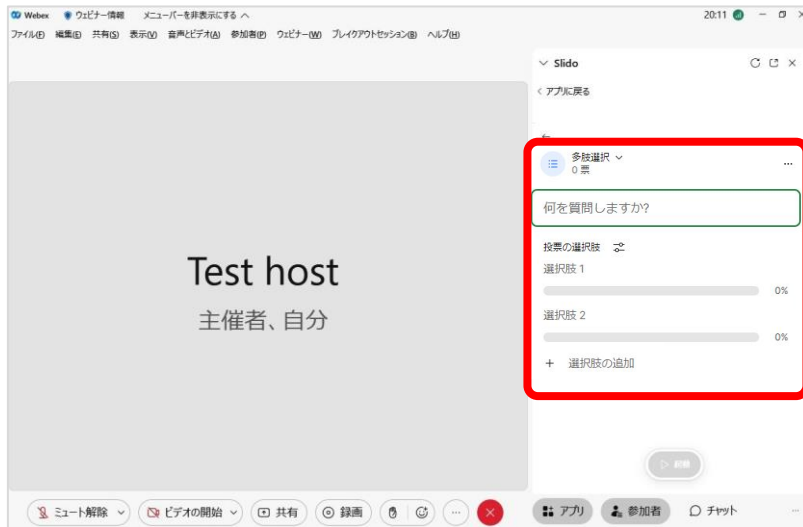 Webex ウェビナー情報 メニューバーを非表示にする 20:11
ファイル(F) 編集(E) 共有(S) 表示(V) 音声とビデオ(A) 参加者(P) ウェビナー(W) ブレイクアウトセッション(B) ヘルプ(H)
Slido
アプリに戻る
多肢選択
0 票
何を質問しますか?
投票の選択肢
選択肢 1
0%
選択肢 2
0%
+ 選択肢の追加
Test host
主催者、自分
ミュート解除 ビデオの開始 共有 録画 アプリ 参加者 チャット